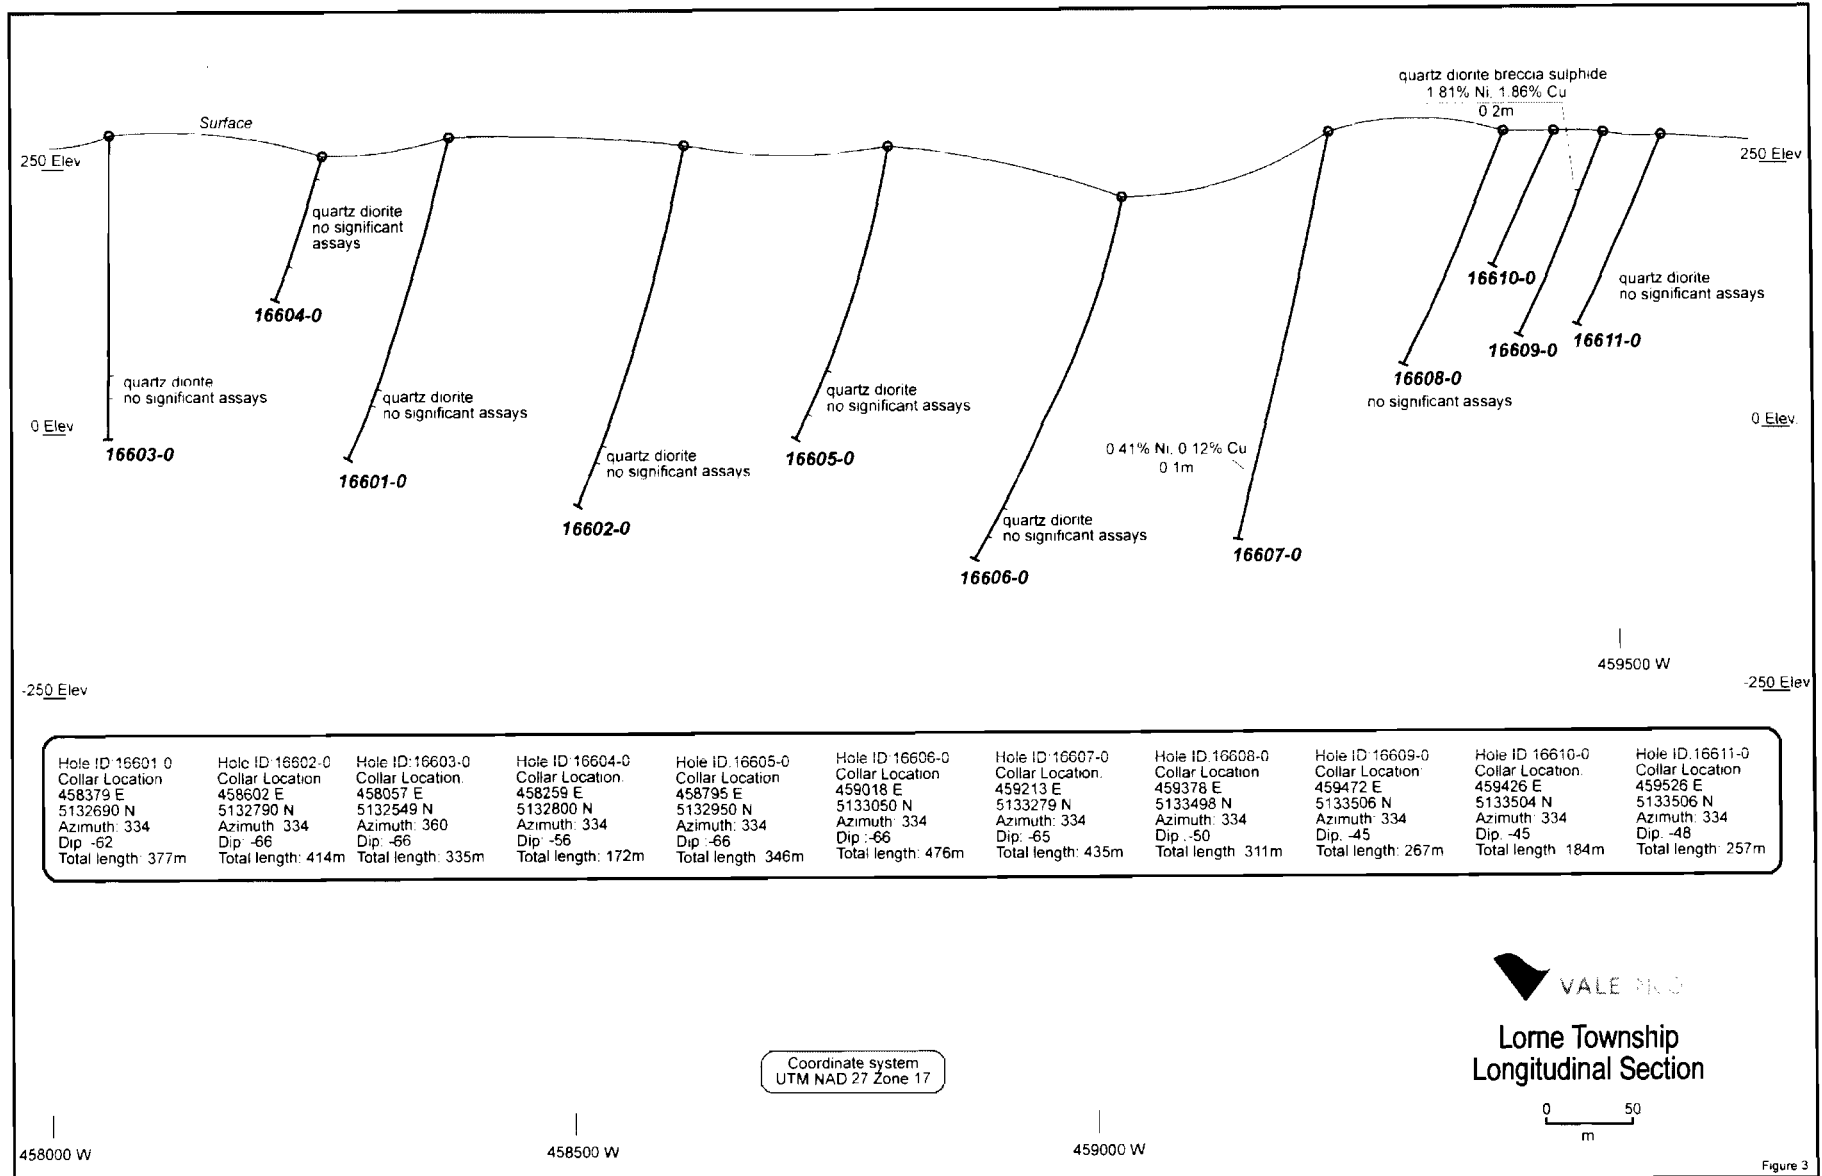 quartz diorite breccia sulphide
1.81% Ni, 1.86% Cu
0.2m
Surface
250 Elev
250 Elev
quartz diorite
no significant
assays
16604-0
16610-0
quartz diorite
no significant assays
16609-0
16611-0
16608-0
no significant assays
quartz diorite
no significant assays
quartz diorite
no significant assays
quartz diorite
no significant assays
0 Elev
0 Elev.
16603-0
16601-0
quartz diorite
no significant assays
16605-0
0.41% Ni, 0.12% Cu
0.1m
16602-0
quartz diorite
no significant assays
16607-0
16606-0
459500 W
-250 Elev
-250 Elev
Hole ID:16601-0
Collar Location
458379 E
5132690 N
Azimuth: 334
Dip :-62
Total length: 377m
Hole ID:16602-0
Collar Location
458602 E
5132790 N
Azimuth: 334
Dip: -66
Total length: 414m
Hole ID:16603-0
Collar Location.
458057 E
5132549 N
Azimuth: 360
Dip: -66
Total length: 335m
Hole ID:16604-0
Collar Location.
458259 E
5132800 N
Azimuth: 334
Dip: -56
Total length: 172m
Hole ID:16605-0
Collar Location
458795 E
5132950 N
Azimuth: 334
Dip :-66
Total length: 346m
Hole ID:16606-0
Collar Location
459018 E
5133050 N
Azimuth: 334
Dip : -66
Total length: 476m
Hole ID:16607-0
Collar Location.
459213 E
5133279 N
Azimuth: 334
Dip: -65
Total length: 435m
Hole ID:16608-0
Collar Location.
459378 E
5133498 N
Azimuth: 334
Dip :-50
Total length: 311m
Hole ID:16609-0
Collar Location
459472 E
5133506 N
Azimuth: 334
Dip: -45
Total length: 267m
Hole ID:16610-0
Collar Location.
459426 E
5133504 N
Azimuth: 334
Dip: -45
Total length: 184m
Hole ID:16611-0
Collar Location
459526 E
5133506 N
Azimuth: 334
Dip: -48
Total length: 257m
VALE INCO
Lorne Township
Longitudinal Section
Coordinate system
UTM NAD 27 Zone 17
0 50
m
458000 W
458500 W
459000 W
Figure 3